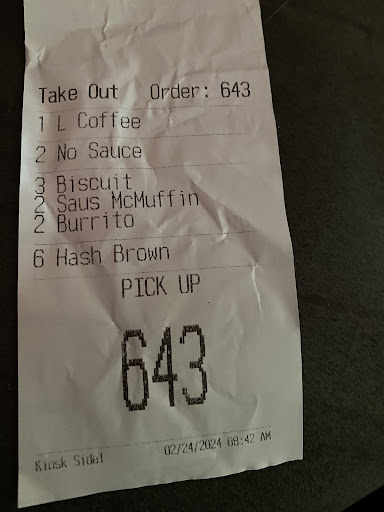 Take Out Order: 643
1 L Coffee
2 No Sauce
3 Biscuit
2 Saus McMuffin
2 Burrito
6 Hash Brown
PICK UP
643
Kiosk Side1 02/24/2024 08:42 AM